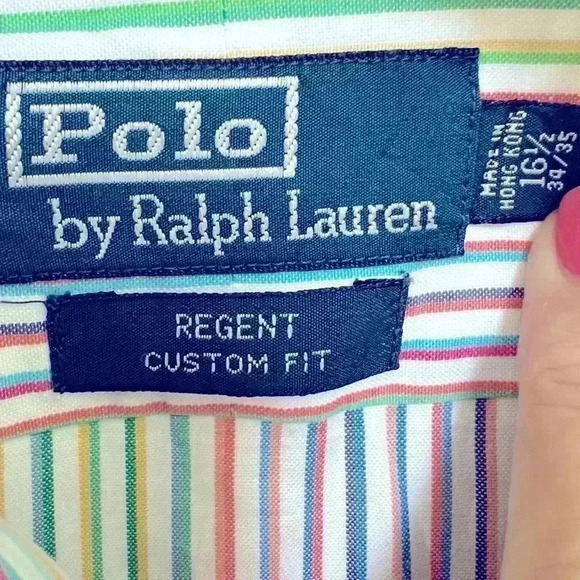 Polo
by Ralph Lauren
MADE IN
HONG KONG
16½
34/35
REGENT
CUSTOM FIT